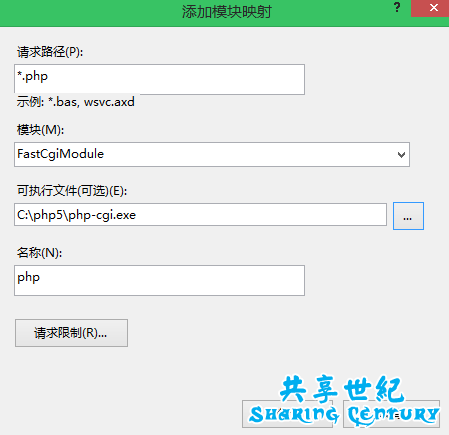 添加模块映射
?
请求路径(P):
*.php
示例: *.bas, wsvc.axd
模块(M):
FastCgiModule
可执行文件(可选)(E):
C:\php5\php-cgi.exe
...
名称(N):
php
请求限制(R)...
共享世紀
Sharing Century